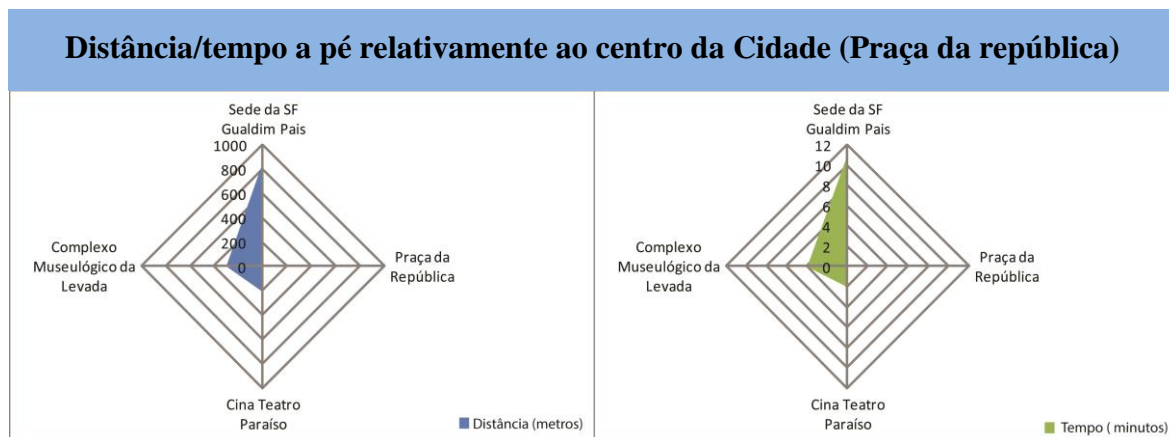 Distância/tempo a pé relativamente ao centro da Cidade (Praça da república)
Sede da SF
Gualdim Pais
1000
800
600
400
200
0
Complexo
Museulógico da
Levada
Praça da
República
Cina Teatro
Paraíso
Distância (metros)
Sede da SF
Gualdim Pais
12
10
8
6
4
2
0
Complexo
Museulógico da
Levada
Praça da
República
Cina Teatro
Paraíso
Tempo ( minutos)